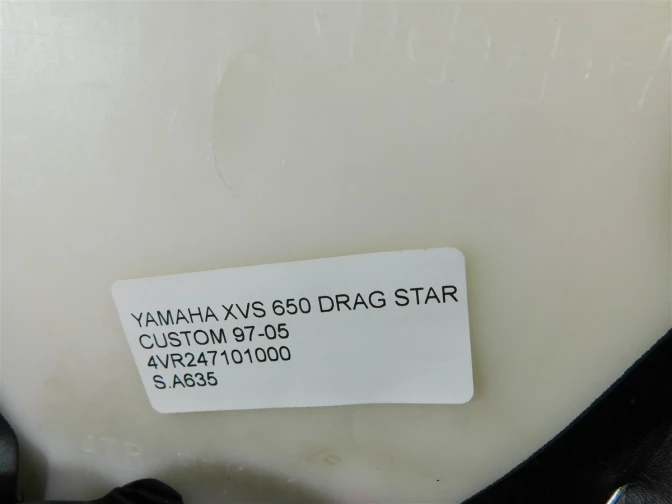 YAMAHA XVS 650 DRAG STAR
CUSTOM 97-05
4VR247101000
S.A635